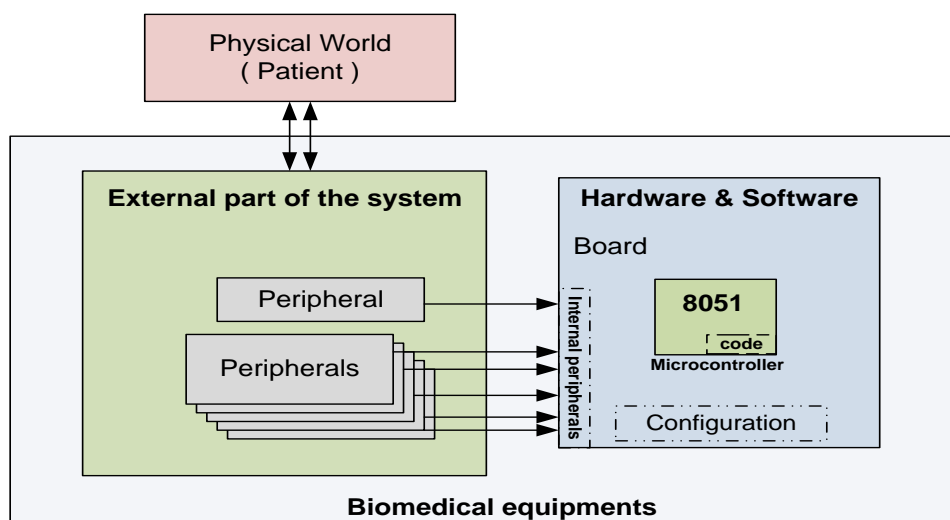 Physical World
( Patient )
External part of the system
Hardware & Software
Board
Peripheral
Peripherals
Internal peripherals
8051
code
Microcontroller
Configuration
Biomedical equipments